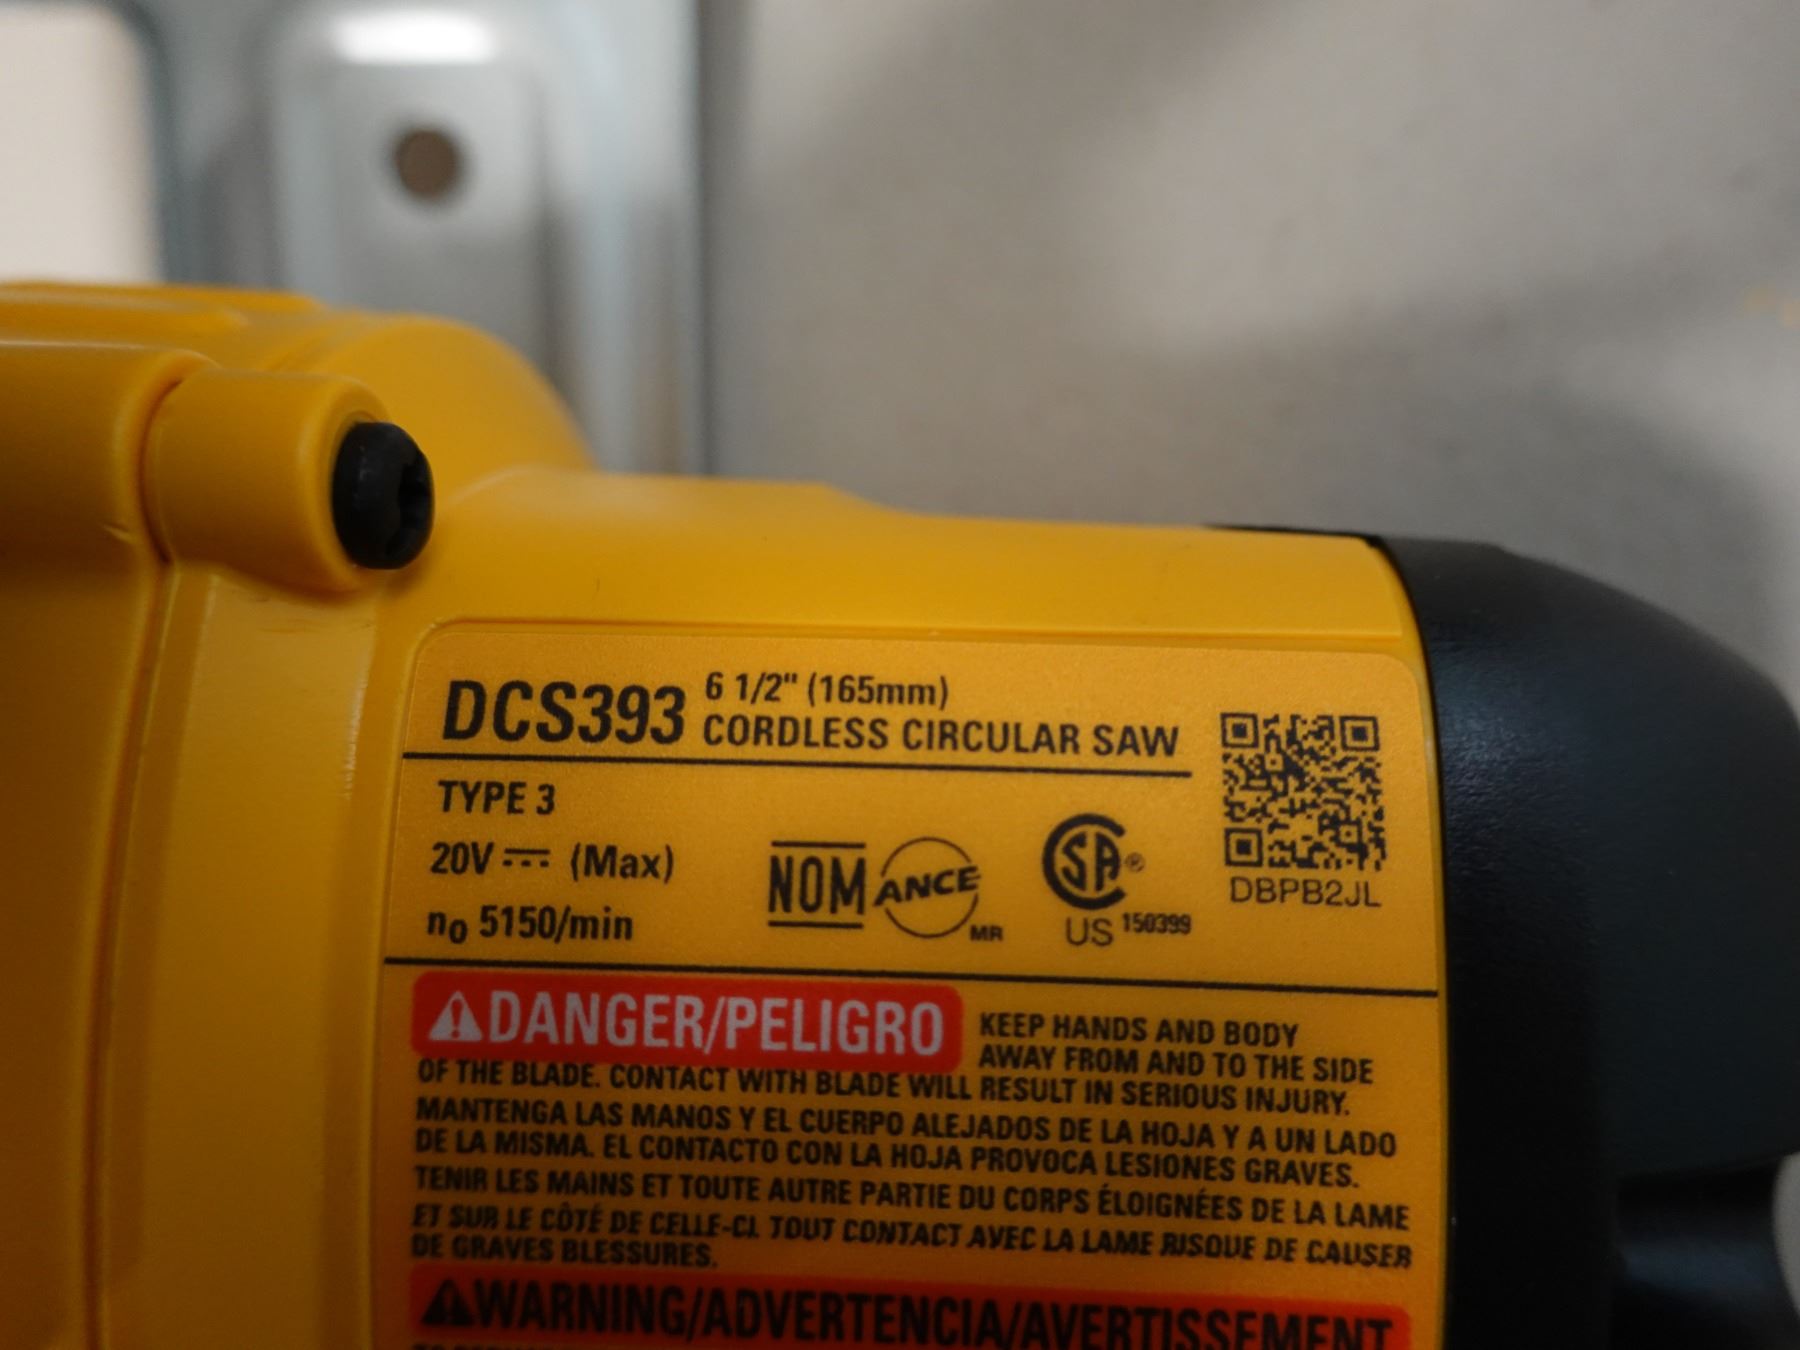 DCS393 6 1/2" (165mm)
CORDLESS CIRCULAR SAW
TYPE 3
20V ⎓ (Max)
n₀ 5150/min
NOM ANCE MR
CSA ®
US 150399
DBPB2JL
DANGER/PELIGRO KEEP HANDS AND BODY
AWAY FROM AND TO THE SIDE
OF THE BLADE. CONTACT WITH BLADE WILL RESULT IN SERIOUS INJURY.
MANTENGA LAS MANOS Y EL CUERPO ALEJADOS DE LA HOJA Y A UN LADO
DE LA MISMA. EL CONTACTO CON LA HOJA PROVOCA LESIONES GRAVES.
TENIR LES MAINS ET TOUTE AUTRE PARTIE DU CORPS ÉLOIGNÉES DE LA LAME
ET SUR LE CÔTÉ DE CELLE-CI. TOUT CONTACT AVEC LA LAME RISQUE DE CAUSER
DE GRAVES BLESSURES.
WARNING/ADVERTENCIA/AVERTISSEMENT